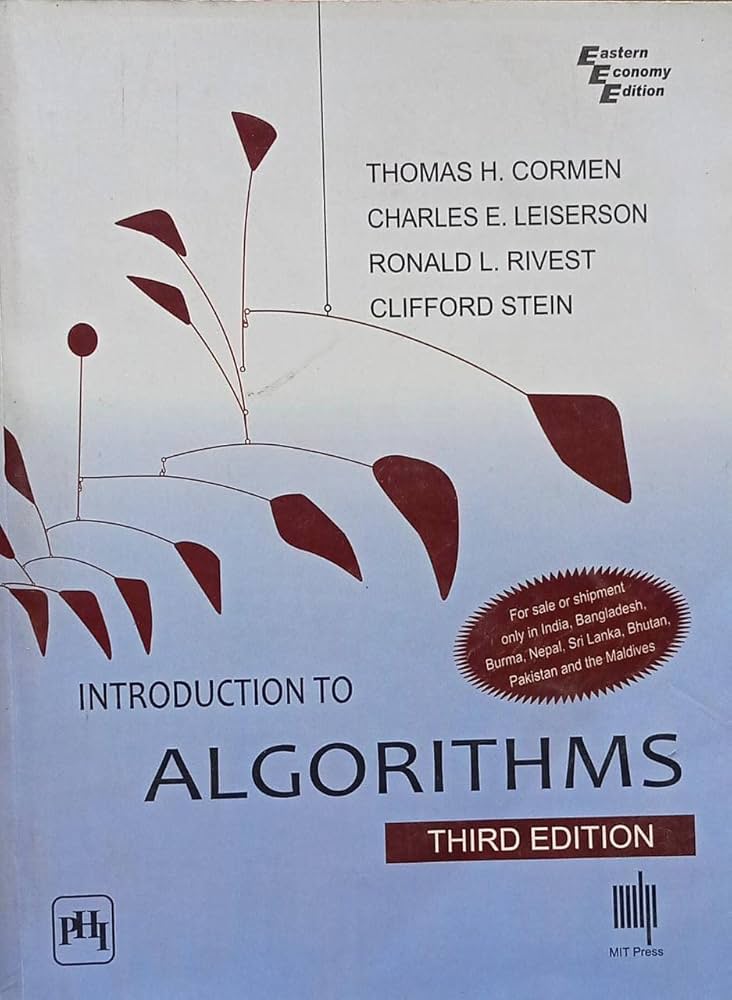 Eastern
Economy
Edition
THOMAS H. CORMEN
CHARLES E. LEISERSON
RONALD L. RIVEST
CLIFFORD STEIN
For sale or shipment
only in India, Bangladesh,
Burma, Nepal, Sri Lanka, Bhutan,
Pakistan and the Maldives
INTRODUCTION TO
ALGORITHMS
THIRD EDITION
PHI
MIT Press